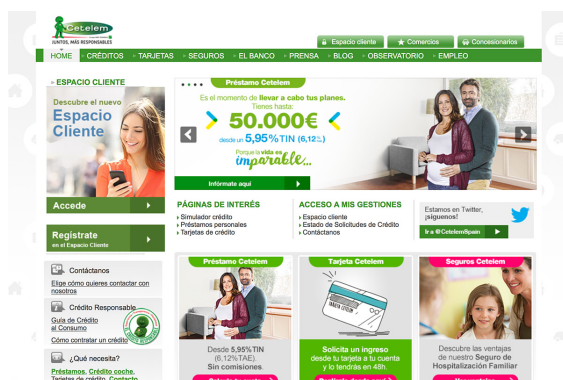 Cetelem
JUNTOS, MÁS RESPONSABLES
Espacio cliente
Comercios
Concesionarios
HOME
CRÉDITOS
TARJETAS
SEGUROS
EL BANCO
PRENSA
BLOG
OBSERVATORIO
EMPLEO
ESPACIO CLIENTE
Descubre el nuevo
Espacio
Cliente
Accede
Regístrate
en el Espacio Cliente
Contáctanos
Elige cómo quieres contactar con
nosotros
Crédito Responsable
Guía de Crédito
al Consumo
Cómo contratar un crédito
¿Qué necesita?
Préstamos, Crédito coche,
Tarjetas de crédito, Contacto
Préstamo Cetelem
Es el momento de llevar a cabo tus planes.
Tienes hasta:
50.000€
desde un 5,95%TIN (6,12%
Porque la vida es
imparable...
Infórmate aquí
PÁGINAS DE INTERÉS
Simulador crédito
Préstamos personales
Tarjetas de crédito
ACCESO A MIS GESTIONES
Espacio cliente
Estado de Solicitudes de Crédito
Contáctanos
Estamos en Twitter,
¡síguenos!
Ir a @CetelemSpain
Préstamo Cetelem
Desde 5,95%TIN
(6,12%TAE).
Sin comisiones.
Tarjeta Cetelem
TARJETA CETELEM
Solicita un ingreso
desde tu tarjeta a tu cuenta
y lo tendrás en 48h.
Seguros Cetelem
Descubre las ventajas
de nuestro Seguro de
Hospitalización Familiar